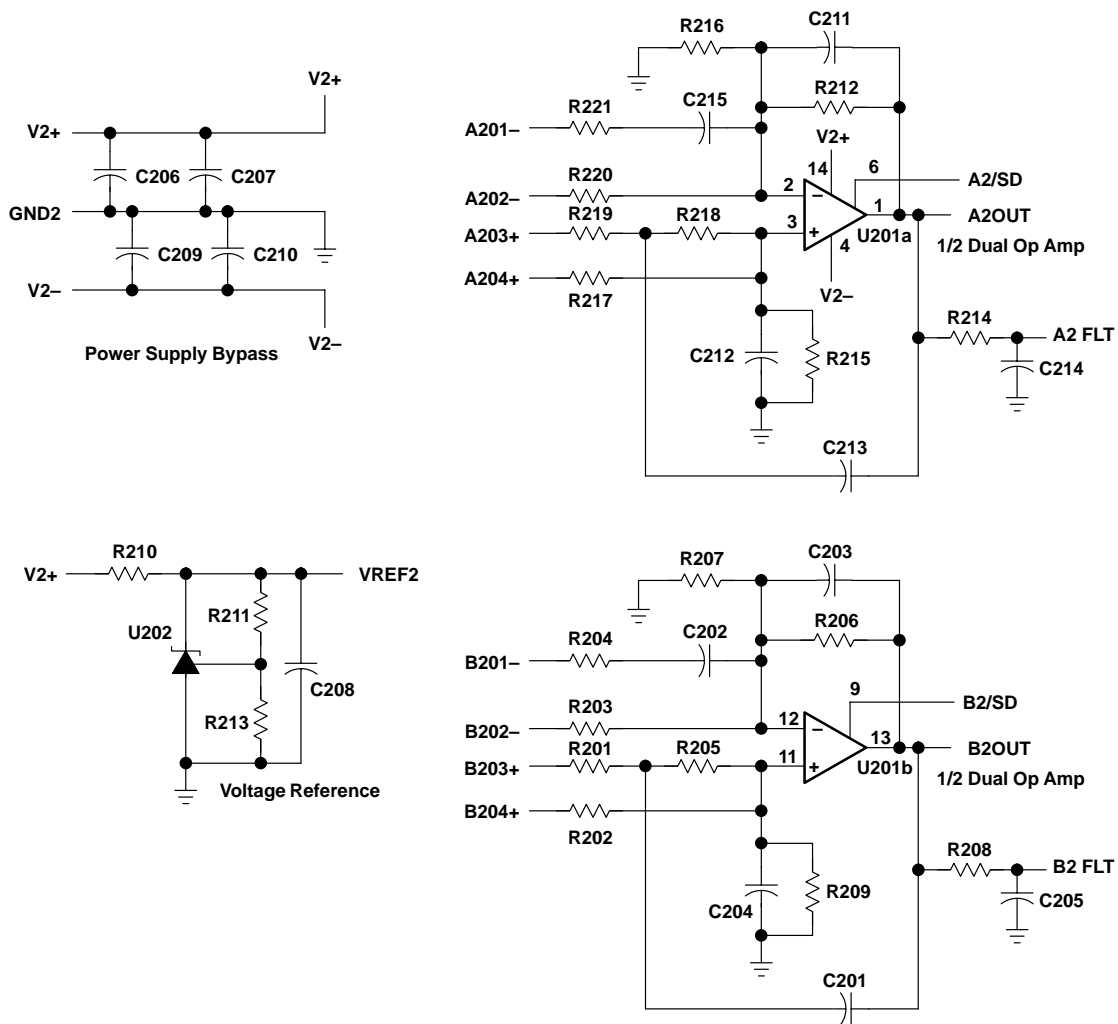 V2+
V2+
C206
C207
GND2
C209
C210
V2–
V2–
Power Supply Bypass
R216
C211
R212
R221
C215
A201–
V2+
14
6
A2/SD
R220
A202–
2
–
R219
R218
3
+
1
A203+
4
U201a
A2OUT
1/2 Dual Op Amp
A204+
R217
V2–
R214
A2 FLT
C212
R215
C214
C213
R210
V2+
VREF2
R211
U202
C208
R213
Voltage Reference
R207
C203
R206
R204
C202
B201–
9
B2/SD
R203
B202–
12
–
R201
R205
11
+
13
B203+
U201b
B2OUT
1/2 Dual Op Amp
B204+
R202
R208
B2 FLT
C204
R209
C205
C201